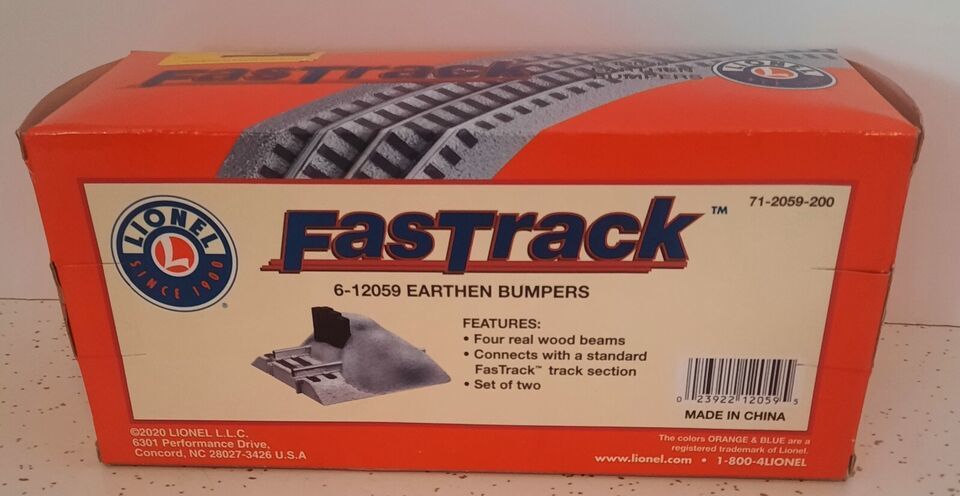 FasTrack
BUMPERS
LIONEL
L
71-2059-200
LIONEL
L
SINCE 1900
®
FasTrack™
6-12059 EARTHEN BUMPERS
FEATURES:
• Four real wood beams
• Connects with a standard
FasTrack™ track section
• Set of two
0 23922 12059 5
MADE IN CHINA
©2020 LIONEL L.L.C.
6301 Performance Drive,
Concord, NC 28027-3426 U.S.A
The colors ORANGE & BLUE are a
registered trademark of Lionel.
www.lionel.com • 1-800-4LIONEL